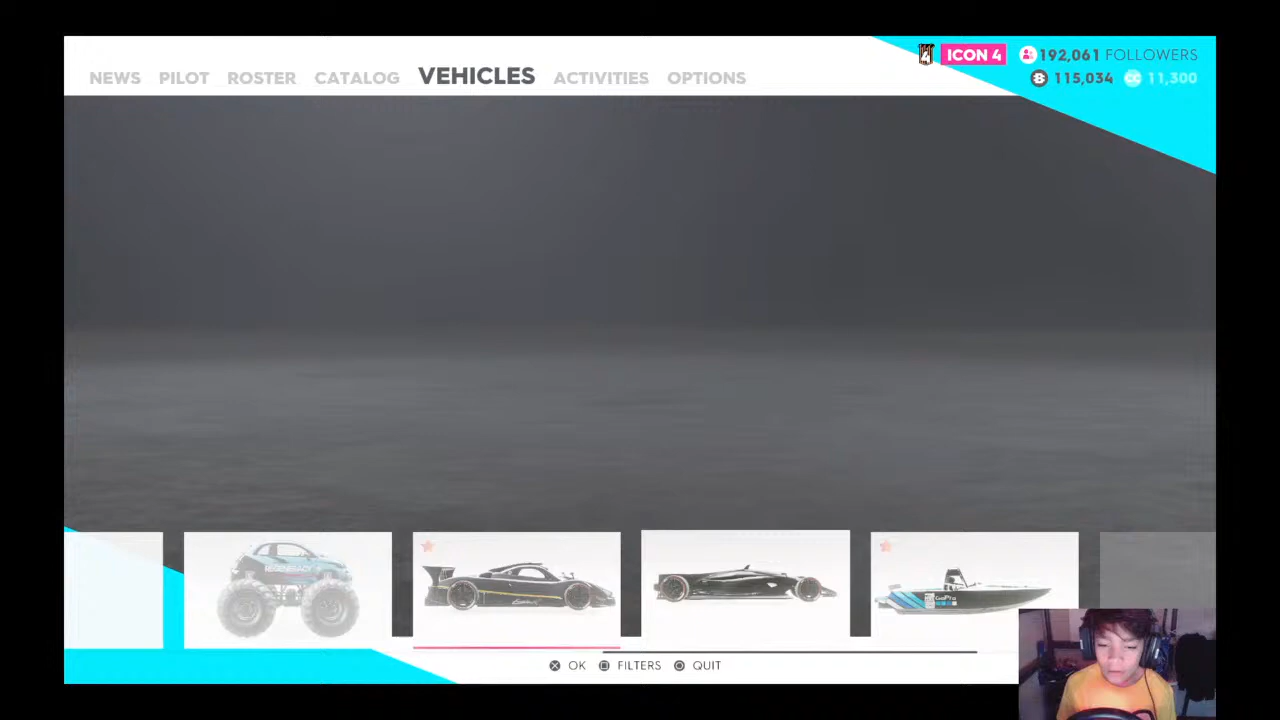 ICON 4 192,061 FOLLOWERS
NEWS PILOT ROSTER CATALOG VEHICLES ACTIVITIES OPTIONS
115,034 11,300
OK FILTERS QUIT